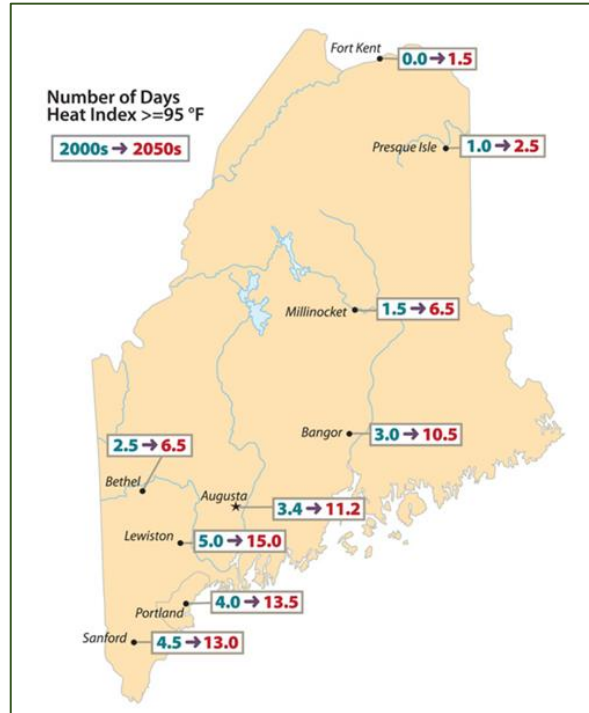 Fort Kent
0.0 → 1.5
Number of Days
Heat Index >=95 °F
2000s → 2050s
Presque Isle
1.0 → 2.5
Millinocket
1.5 → 6.5
Bangor
3.0 → 10.5
2.5 → 6.5
Bethel
Augusta
3.4 → 11.2
Lewiston
5.0 → 15.0
Portland
4.0 → 13.5
Sanford
4.5 → 13.0